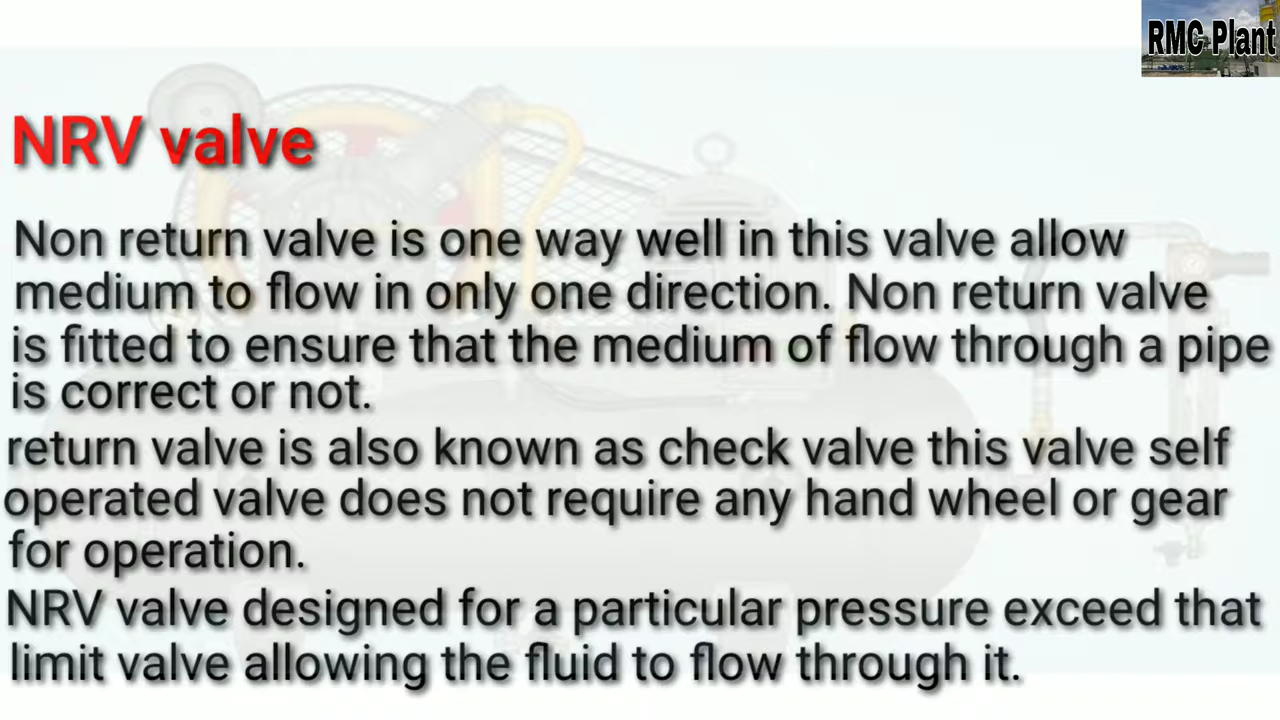 RMC Plant
NRV valve
Non return valve is one way well in this valve allow
medium to flow in only one direction. Non return valve
is fitted to ensure that the medium of flow through a pipe
is correct or not.
return valve is also known as check valve this valve self
operated valve does not require any hand wheel or gear
for operation.
NRV valve designed for a particular pressure exceed that
limit valve allowing the fluid to flow through it.